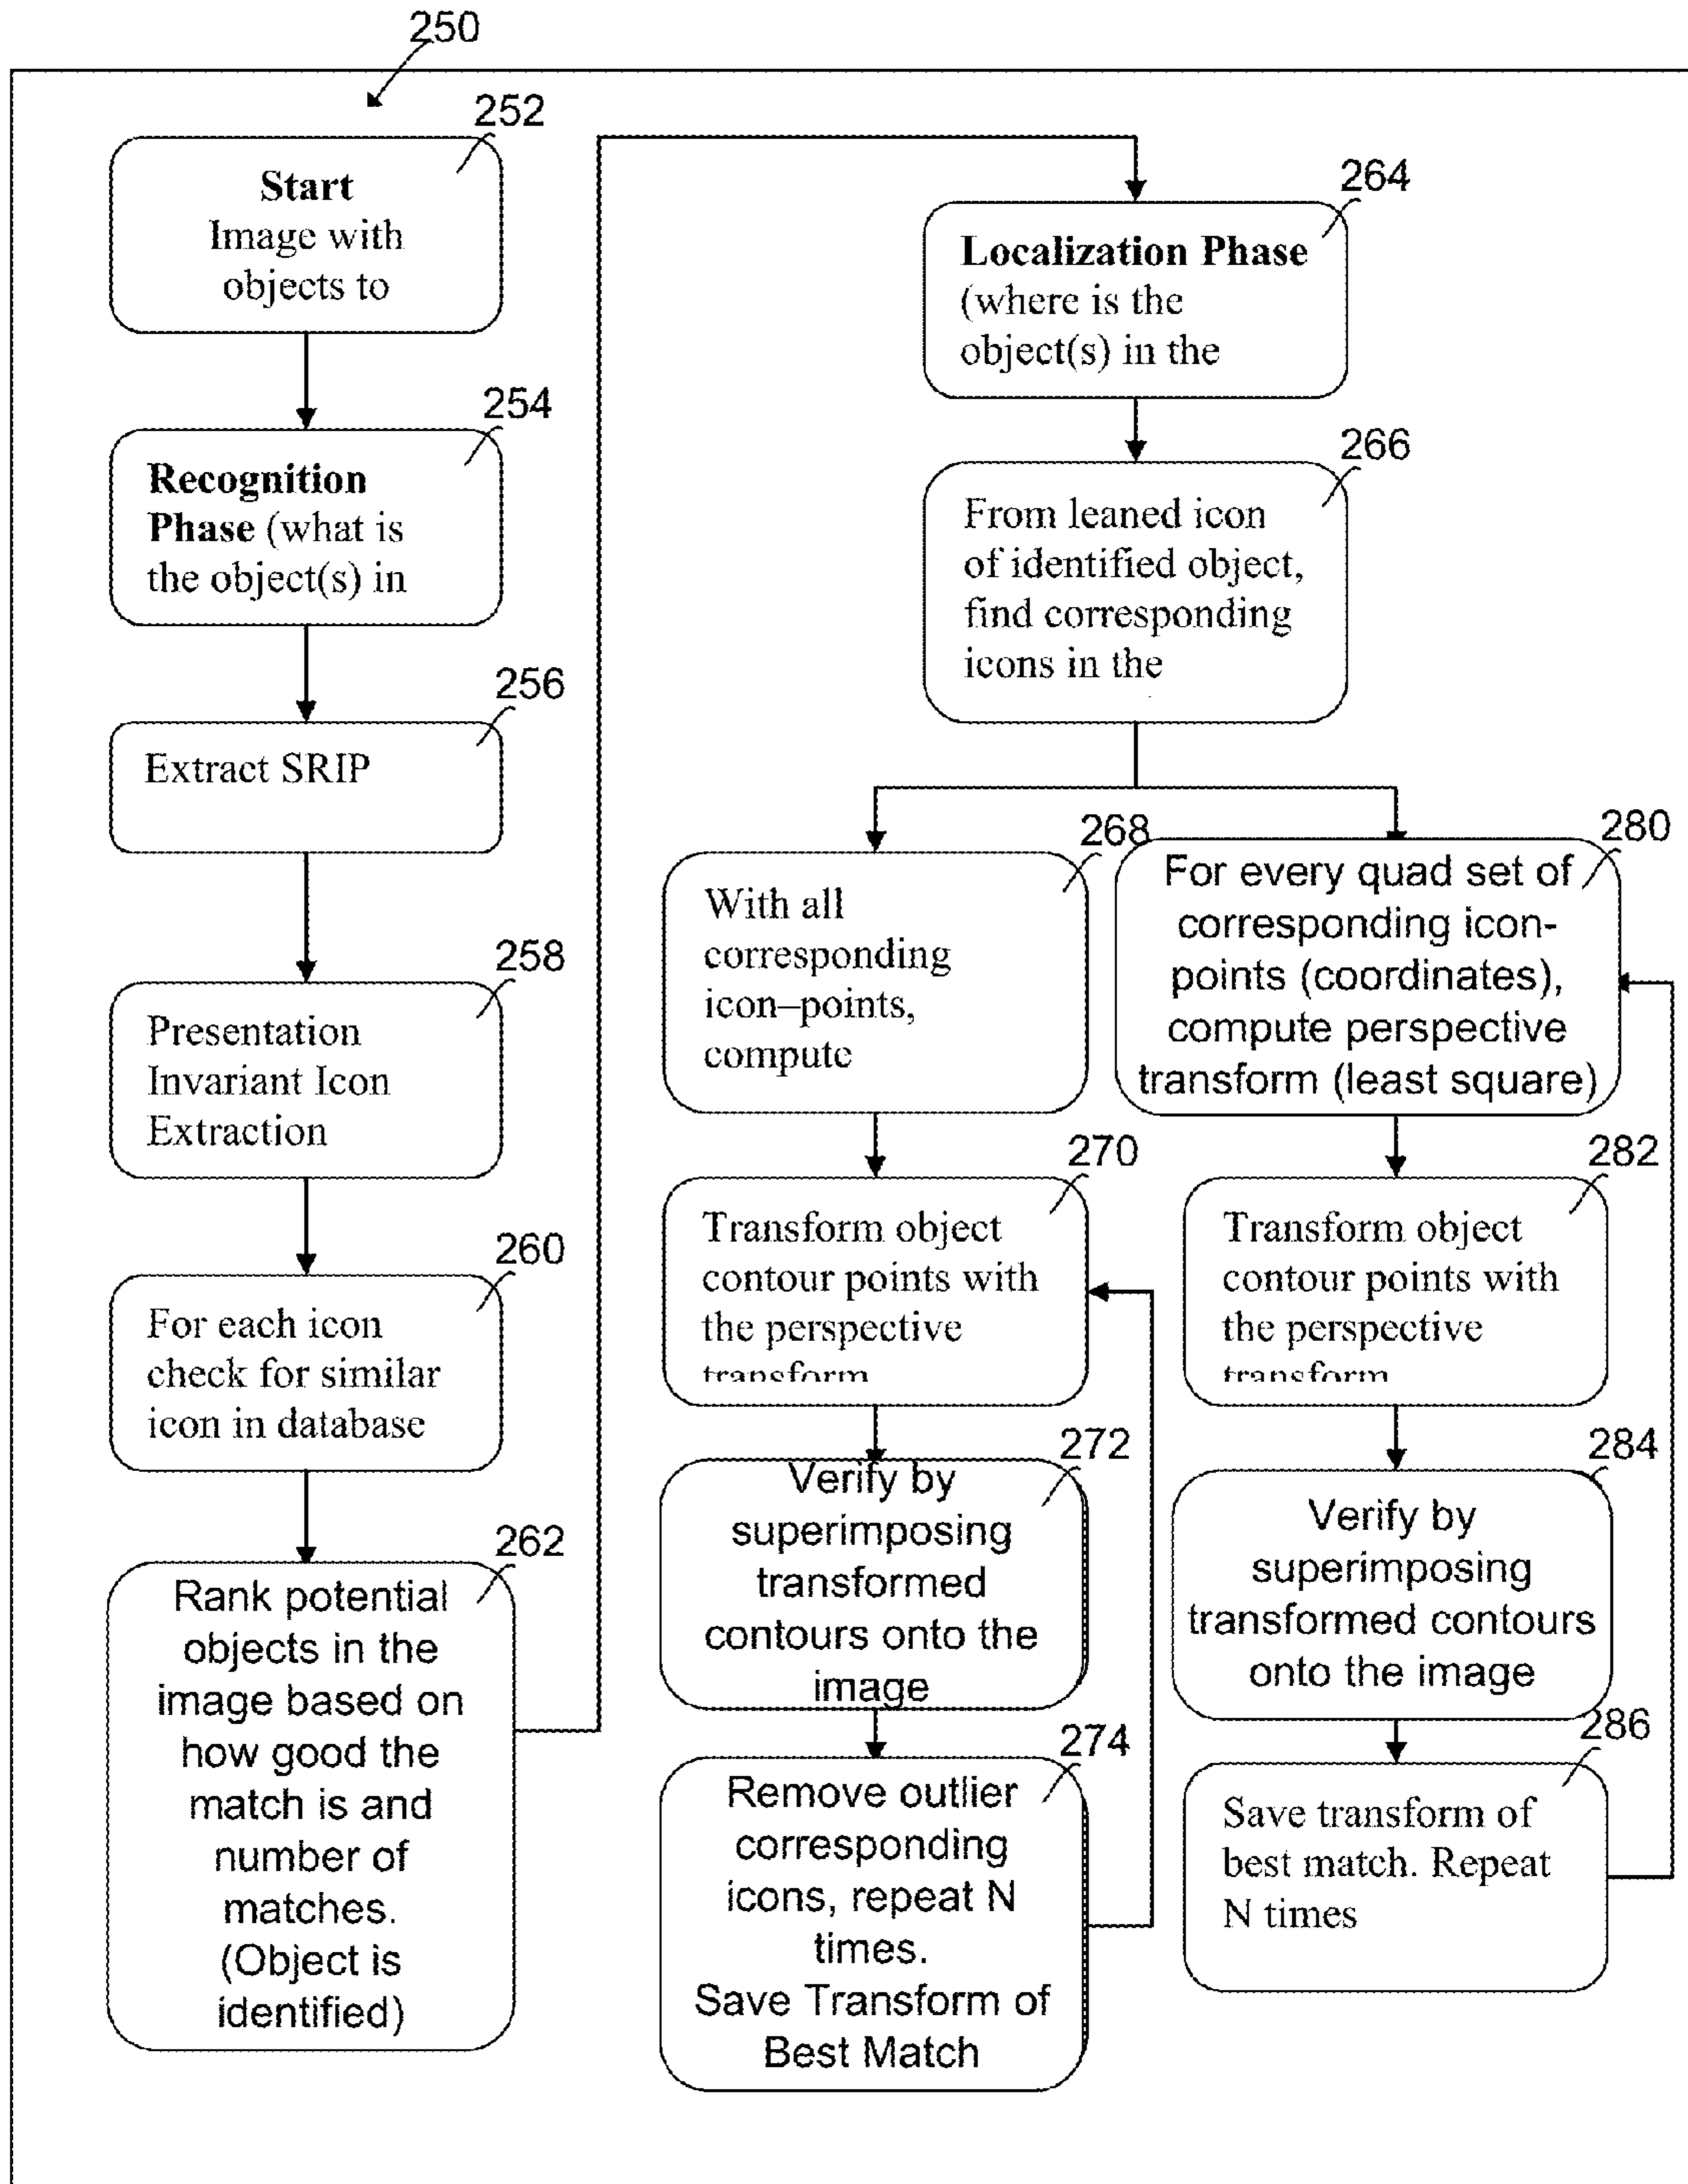 250
252
Start
Image with
objects to
254
Recognition
Phase (what is
the object(s) in
256
Extract SRIP
258
Presentation
Invariant Icon
Extraction
260
For each icon
check for similar
icon in database
262
Rank potential
objects in the
image based on
how good the
match is and
number of
matches.
(Object is
identified)
264
Localization Phase
(where is the
object(s) in the
266
From leaned icon
of identified object,
find corresponding
icons in the
268
With all
corresponding
icon–points,
compute
270
Transform object
contour points with
the perspective
transform
272
Verify by
superimposing
transformed
contours onto the
image
274
Remove outlier
corresponding
icons, repeat N
times.
Save Transform of
Best Match
280
For every quad set of
corresponding icon-
points (coordinates),
compute perspective
transform (least square)
282
Transform object
contour points with
the perspective
transform
284
Verify by
superimposing
transformed contours
onto the image
286
Save transform of
best match. Repeat
N times